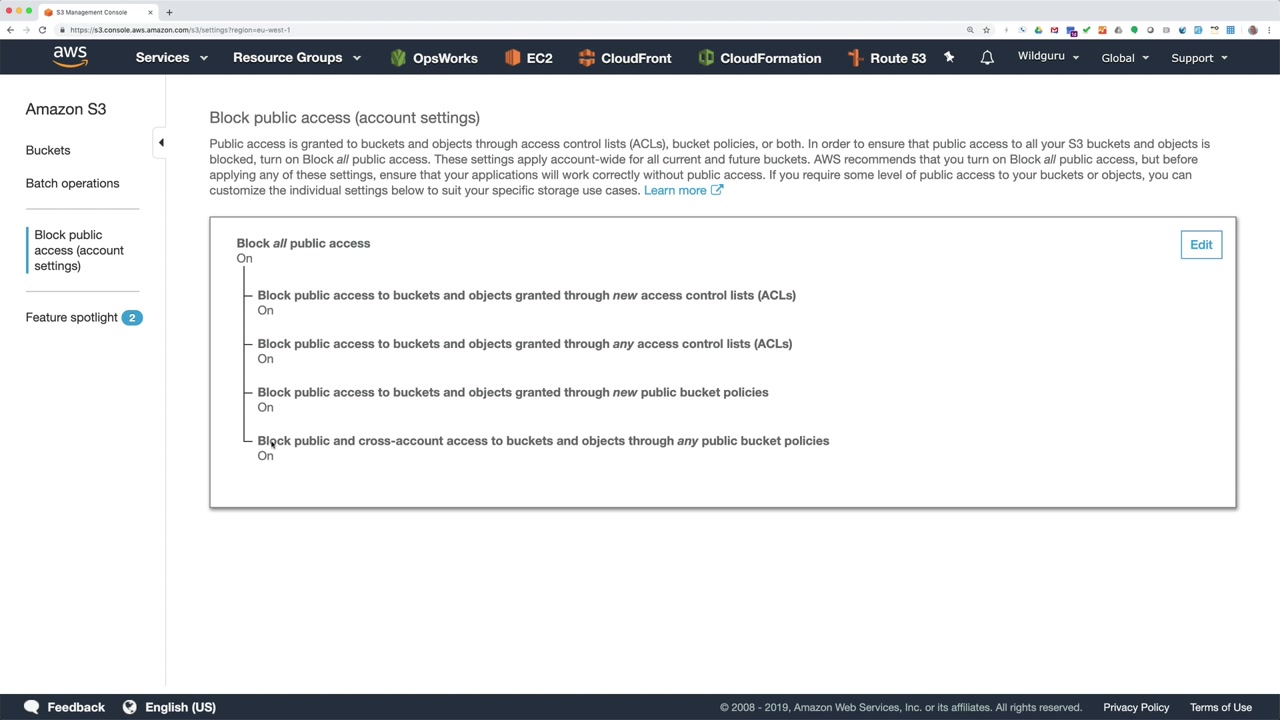 S3 Management Console
https://s3.console.aws.amazon.com/s3/settings?region=eu-west-1
aws
Services
Resource Groups
OpsWorks
EC2
CloudFront
CloudFormation
Route 53
Wildguru
Global
Support
Amazon S3
Buckets
Batch operations
Block public
access (account
settings)
Feature spotlight 2
Block public access (account settings)
Public access is granted to buckets and objects through access control lists (ACLs), bucket policies, or both. In order to ensure that public access to all your S3 buckets and objects is
blocked, turn on Block all public access. These settings apply account-wide for all current and future buckets. AWS recommends that you turn on Block all public access, but before
applying any of these settings, ensure that your applications will work correctly without public access. If you require some level of public access to your buckets or objects, you can
customize the individual settings below to suit your specific storage use cases. Learn more
Block all public access
On
Edit
Block public access to buckets and objects granted through new access control lists (ACLs)
On
Block public access to buckets and objects granted through any access control lists (ACLs)
On
Block public access to buckets and objects granted through new public bucket policies
On
Block public and cross-account access to buckets and objects through any public bucket policies
On
Feedback
English (US)
© 2008 - 2019, Amazon Web Services, Inc. or its affiliates. All rights reserved.
Privacy Policy
Terms of Use